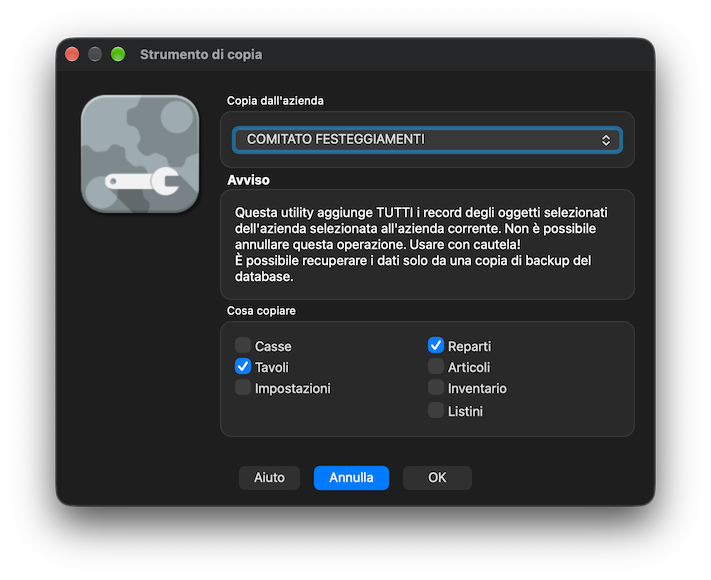 Strumento di copia
Copia dall'azienda
COMITATO FESTEGGIAMENTI
Avviso
Questa utility aggiunge TUTTI i record degli oggetti selezionati
dell'azienda selezionata all'azienda corrente. Non è possibile
annullare questa operazione. Usare con cautela!
È possibile recuperare i dati solo da una copia di backup del
database.
Cosa copiare
Casse
Tavoli
Impostazioni
Reparti
Articoli
Inventario
Listini
Aiuto
Annulla
OK